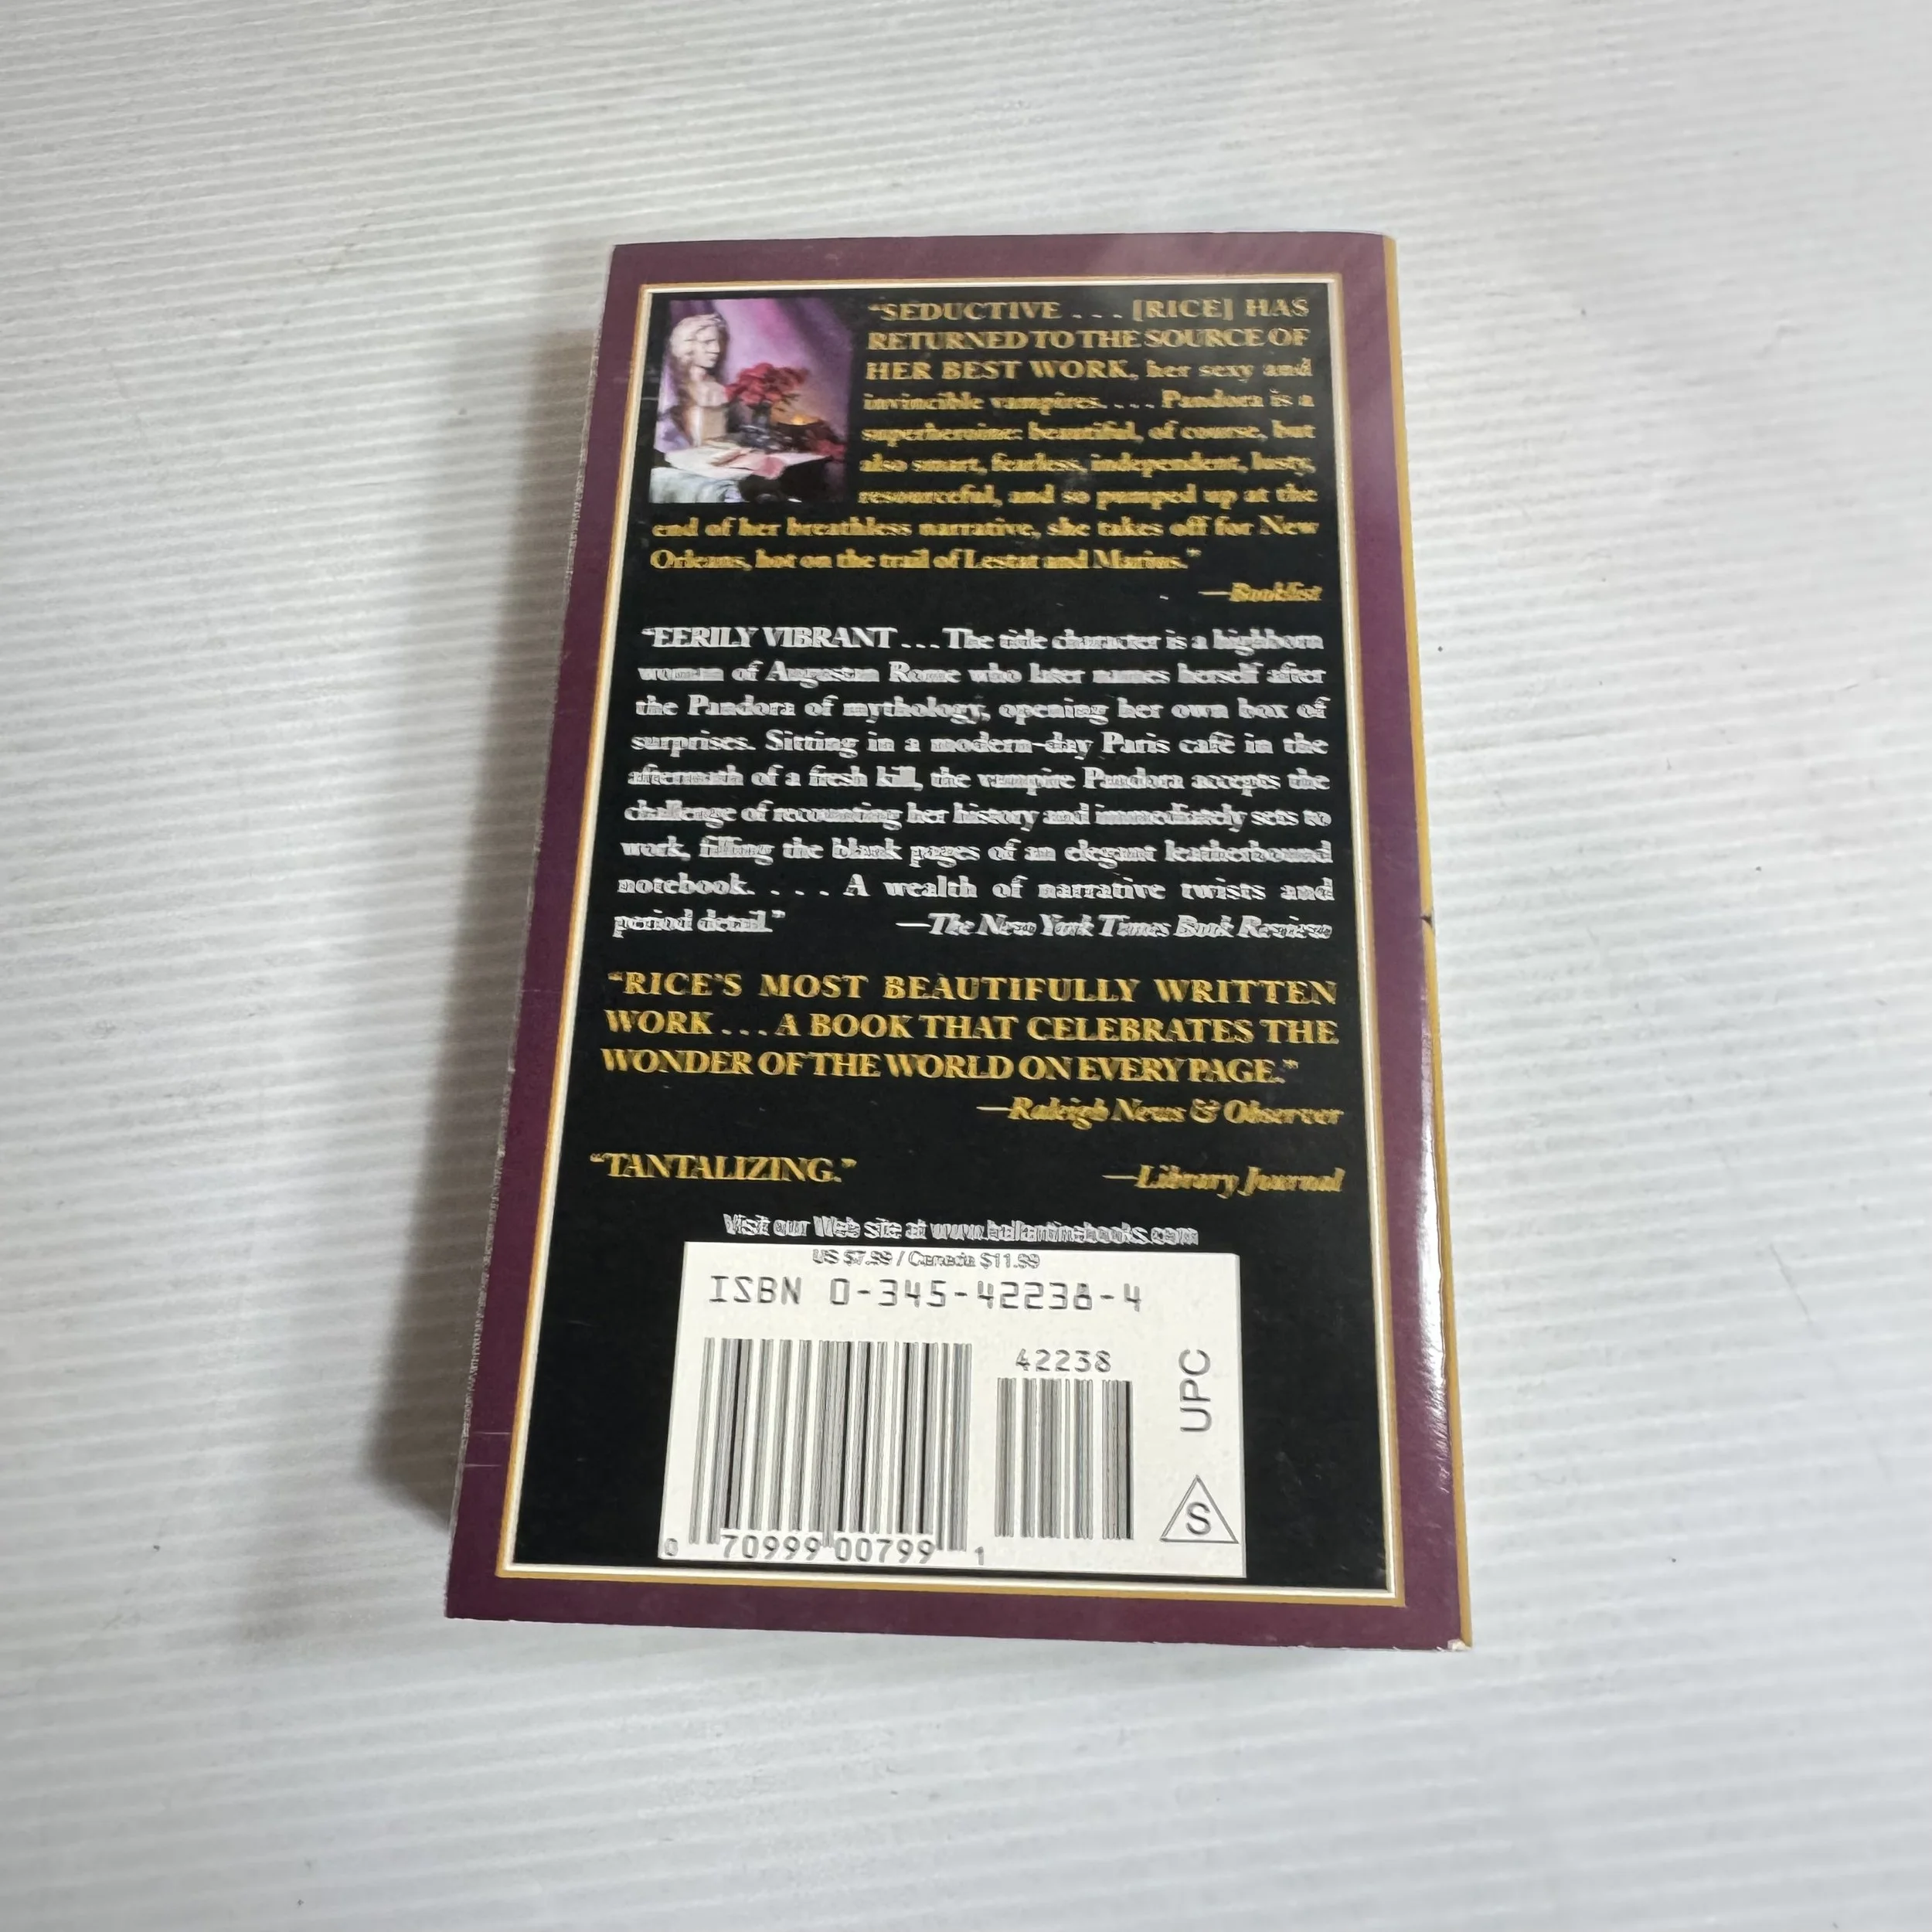 “SEDUCTIVE . . . [RICE] HAS
RETURNED TO THE SOURCE OF
HER BEST WORK, her sexy and
invincible vampires. . . . Pandora is a
superheroine: beautiful, of course, but
also smart, fearless, independent, lusty,
resourceful, and so pumped up at the
end of her breathless narrative, she takes off for New
Orleans, hot on the trail of Lestat and Marius.”
—Booklist
“EERILY VIBRANT . . . The title character is a highborn
woman of Augustan Rome who later names herself after
the Pandora of mythology, opening her own box of
surprises. Sitting in a modern-day Paris café in the
aftermath of a fresh kill, the vampire Pandora accepts the
challenge of recounting her history and immediately sets to
work, filling the blank pages of an elegant leatherbound
notebook. . . . A wealth of narrative twists and
period detail.” —The New York Times Book Review
“RICE’S MOST BEAUTIFULLY WRITTEN
WORK . . . A BOOK THAT CELEBRATES THE
WONDER OF THE WORLD ON EVERY PAGE.”
—Raleigh News & Observer
“TANTALIZING.” —Library Journal
Visit our Web site at www.ballantinebooks.com
US $7.99 / Canada $11.99
ISBN 0-345-42238-4
42238
UPC
S
0 70999 00799 1